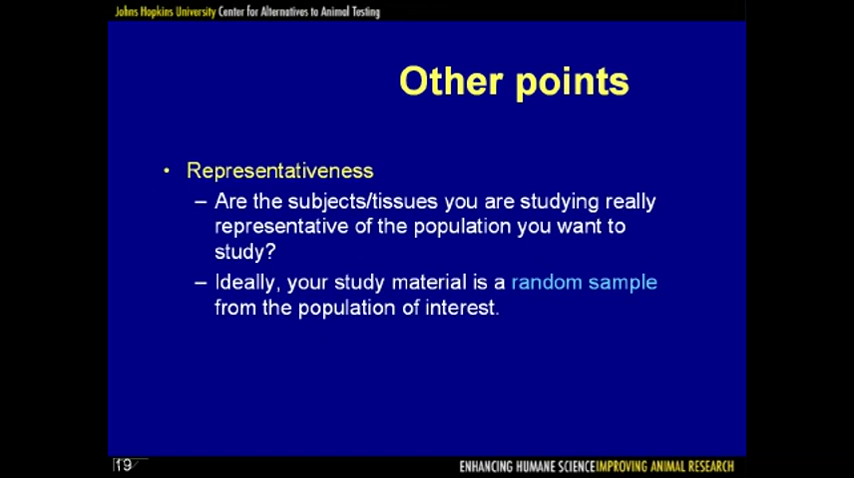 Johns Hopkins University Center for Alternatives to Animal Testing
Other points
• Representativeness
– Are the subjects/tissues you are studying really
representative of the population you want to
study?
– Ideally, your study material is a random sample
from the population of interest.
19
ENHANCING HUMANE SCIENCEIMPROVING ANIMAL RESEARCH